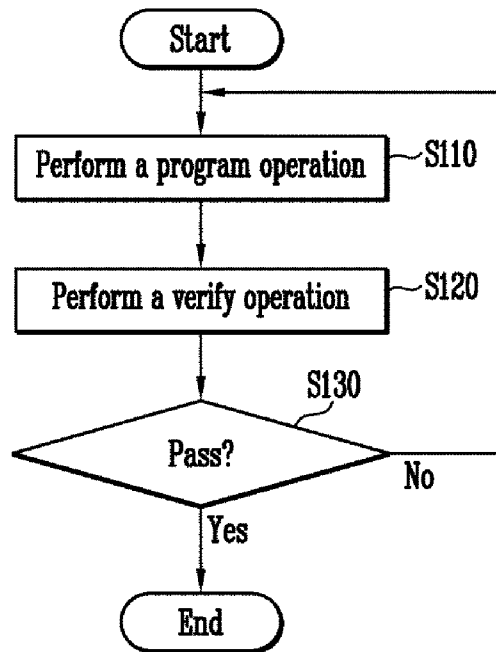 Start
Perform a program operation
S110
Perform a verify operation
S120
S130
Pass?
No
Yes
End